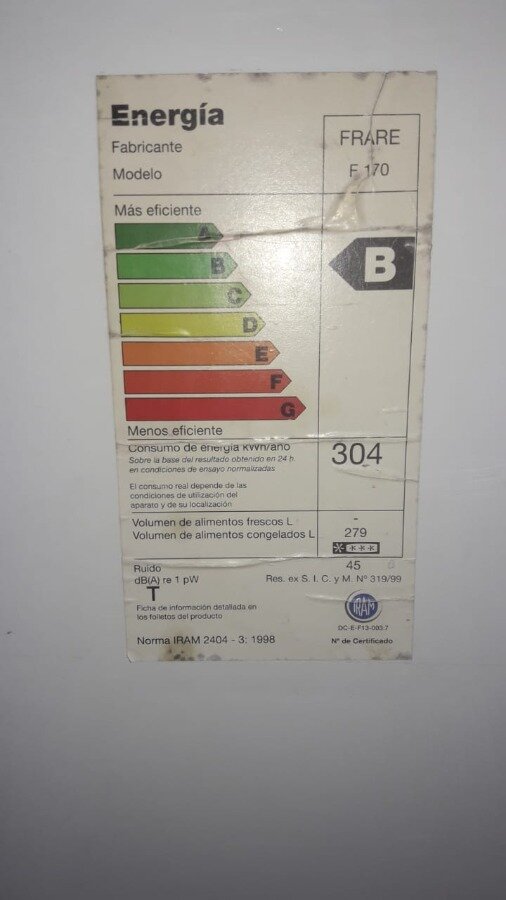 Energía
Fabricante FRARE
Modelo F 170
Más eficiente
A
B B
C
D
E
F
G
Menos eficiente
Consumo de energía kWh/año 304
Sobre la base del resultado obtenido en 24 h.
en condiciones de ensayo normalizadas
El consumo real depende de las
condiciones de utilización del
aparato y de su localización
Volumen de alimentos frescos L -
Volumen de alimentos congelados L 279
Ruido 45
dB(A) re 1 pW Res. ex S. I. C. y M. Nº 319/99
T
IRAM
Ficha de información detallada en
los folletos del producto
Norma IRAM 2404 - 3: 1998 Nº de Certificado